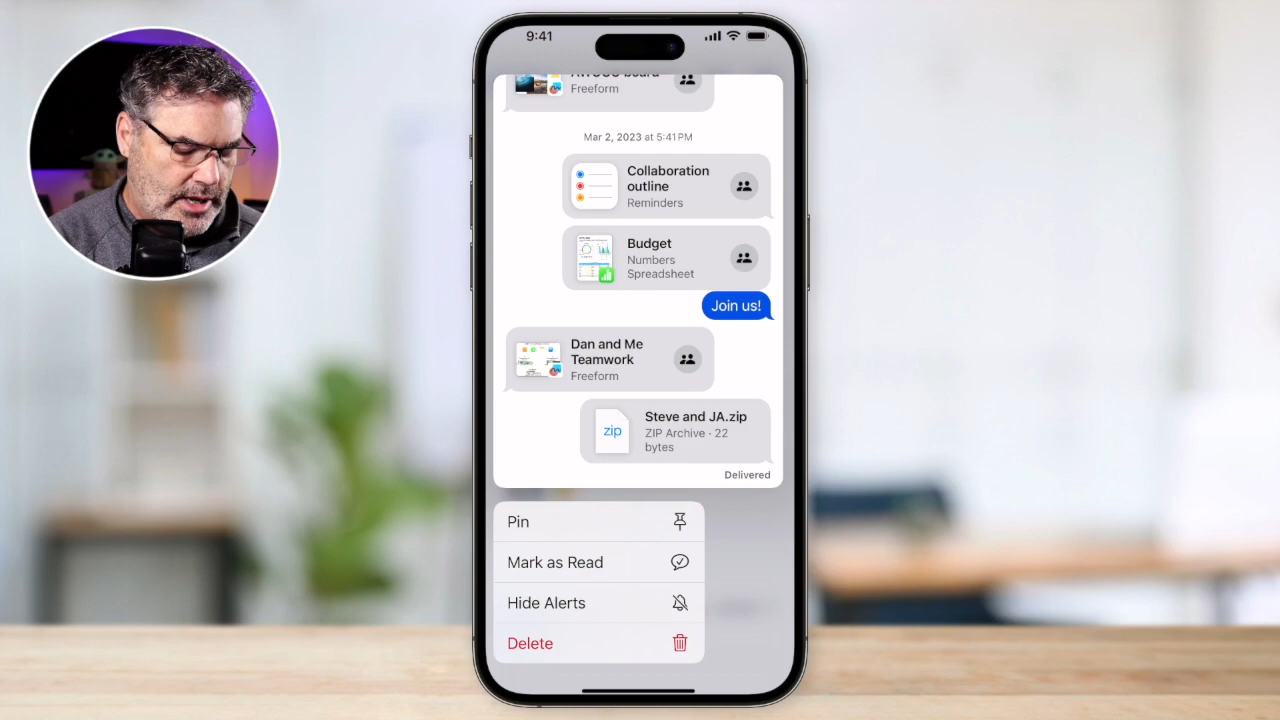 9:41
Freeform
Mar 2, 2023 at 5:41 PM
Collaboration
outline
Reminders
Budget
Numbers
Spreadsheet
Join us!
Dan and Me
Teamwork
Freeform
zip
Steve and JA.zip
ZIP Archive · 22
bytes
Delivered
Pin
Mark as Read
Hide Alerts
Delete